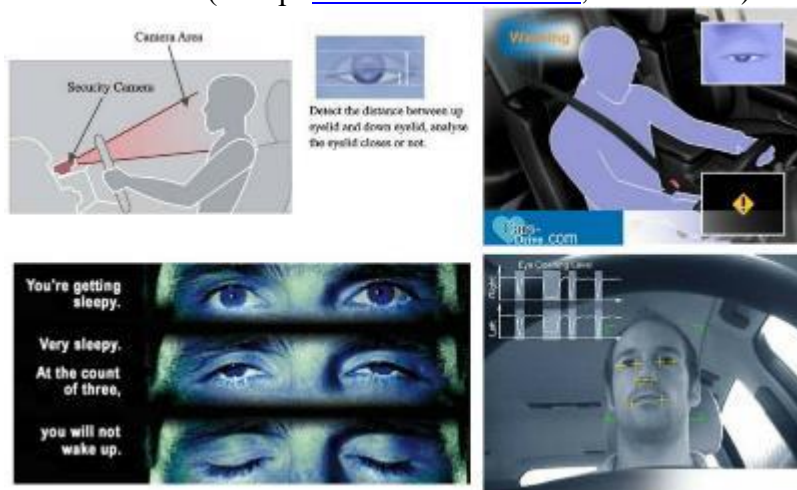 Camera Area
Security Camera
Detect the distance between up
eyelid and down eyelid, analyse
the eyelid closes or not.
Warning
Cars-
Drive.com
You're getting
sleepy.
Very sleepy.
At the count
of three,
you will not
wake up.
Eye Opening Level
Right
Left